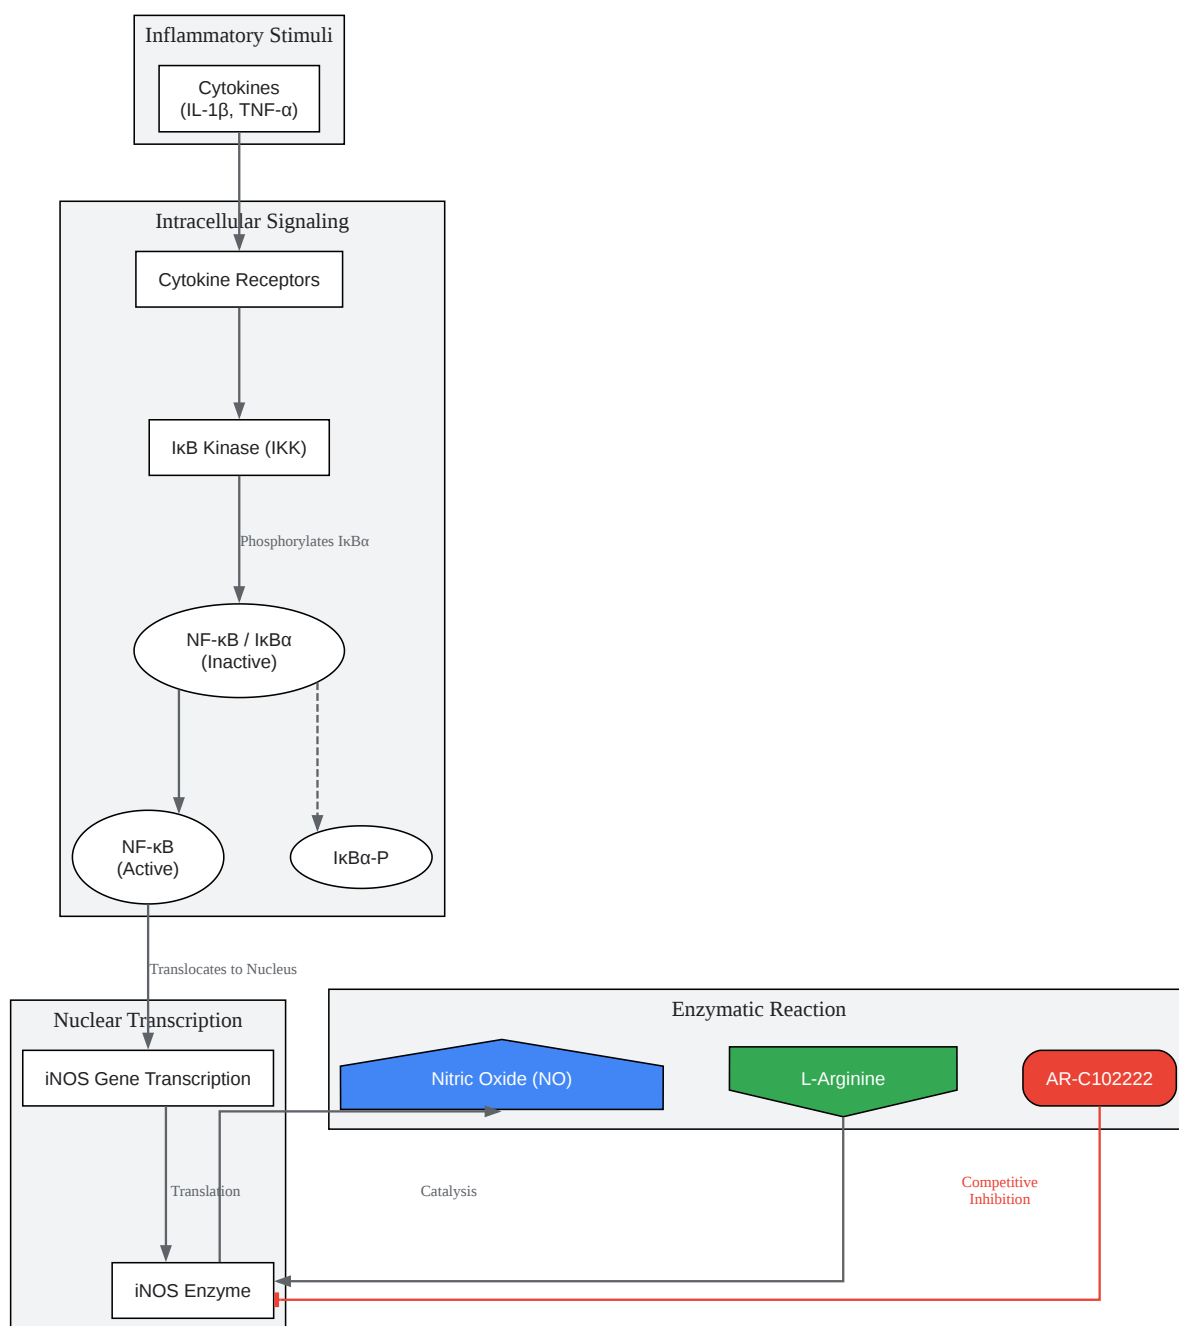 Inflammatory Stimuli
Cytokines
(IL-1β, TNF-α)
Intracellular Signaling
Cytokine Receptors
IκB Kinase (IKK)
Phosphorylates IκBα
NF-κB / IκBα
(Inactive)
NF-κB
(Active)
IκBα-P
Translocates to Nucleus
Nuclear Transcription
Enzymatic Reaction
iNOS Gene Transcription
Nitric Oxide (NO)
L-Arginine
AR-C102222
Translation
Catalysis
Competitive
Inhibition
iNOS Enzyme